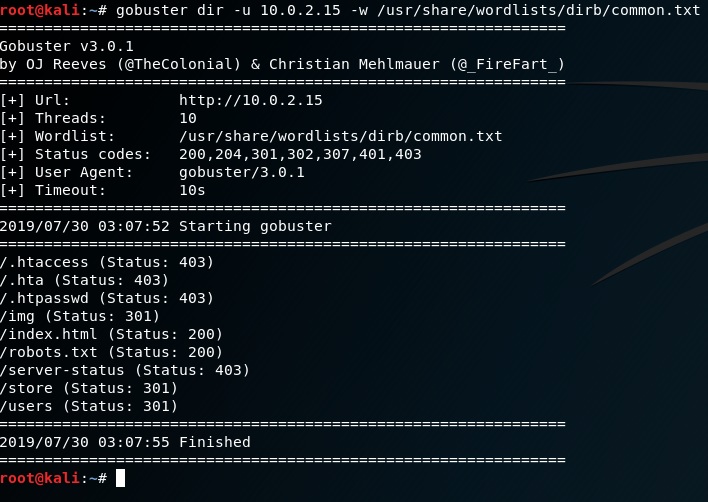 root@kali:~# gobuster dir -u 10.0.2.15 -w /usr/share/wordlists/dirb/common.txt
===============================================================
Gobuster v3.0.1
by OJ Reeves (@TheColonial) & Christian Mehlmauer (@_FireFart_)
===============================================================
[+] Url:            http://10.0.2.15
[+] Threads:        10
[+] Wordlist:       /usr/share/wordlists/dirb/common.txt
[+] Status codes:   200,204,301,302,307,401,403
[+] User Agent:     gobuster/3.0.1
[+] Timeout:        10s
===============================================================
2019/07/30 03:07:52 Starting gobuster
===============================================================
/.htaccess (Status: 403)
/.hta (Status: 403)
/.htpasswd (Status: 403)
/img (Status: 301)
/index.html (Status: 200)
/robots.txt (Status: 200)
/server-status (Status: 403)
/store (Status: 301)
/users (Status: 301)
===============================================================
2019/07/30 03:07:55 Finished
===============================================================
root@kali:~#